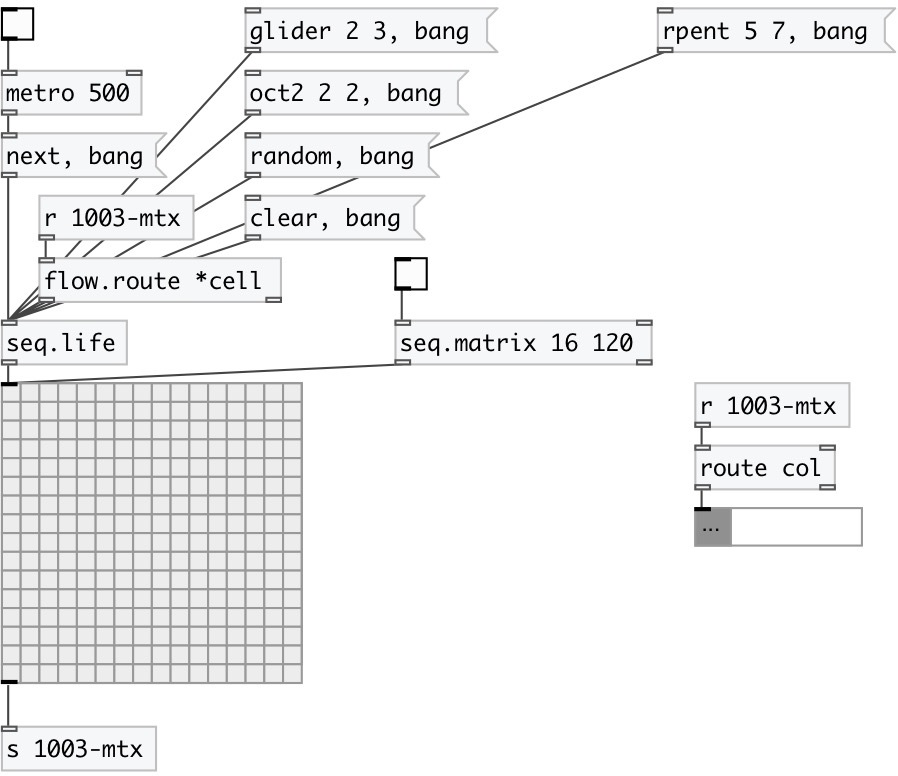 glider 2 3, bang
rpent 5 7, bang
metro 500
oct2 2 2, bang
next, bang
random, bang
r 1003-mtx
clear, bang
flow.route *cell
seq.life
seq.matrix 16 120
r 1003-mtx
route col
...
s 1003-mtx